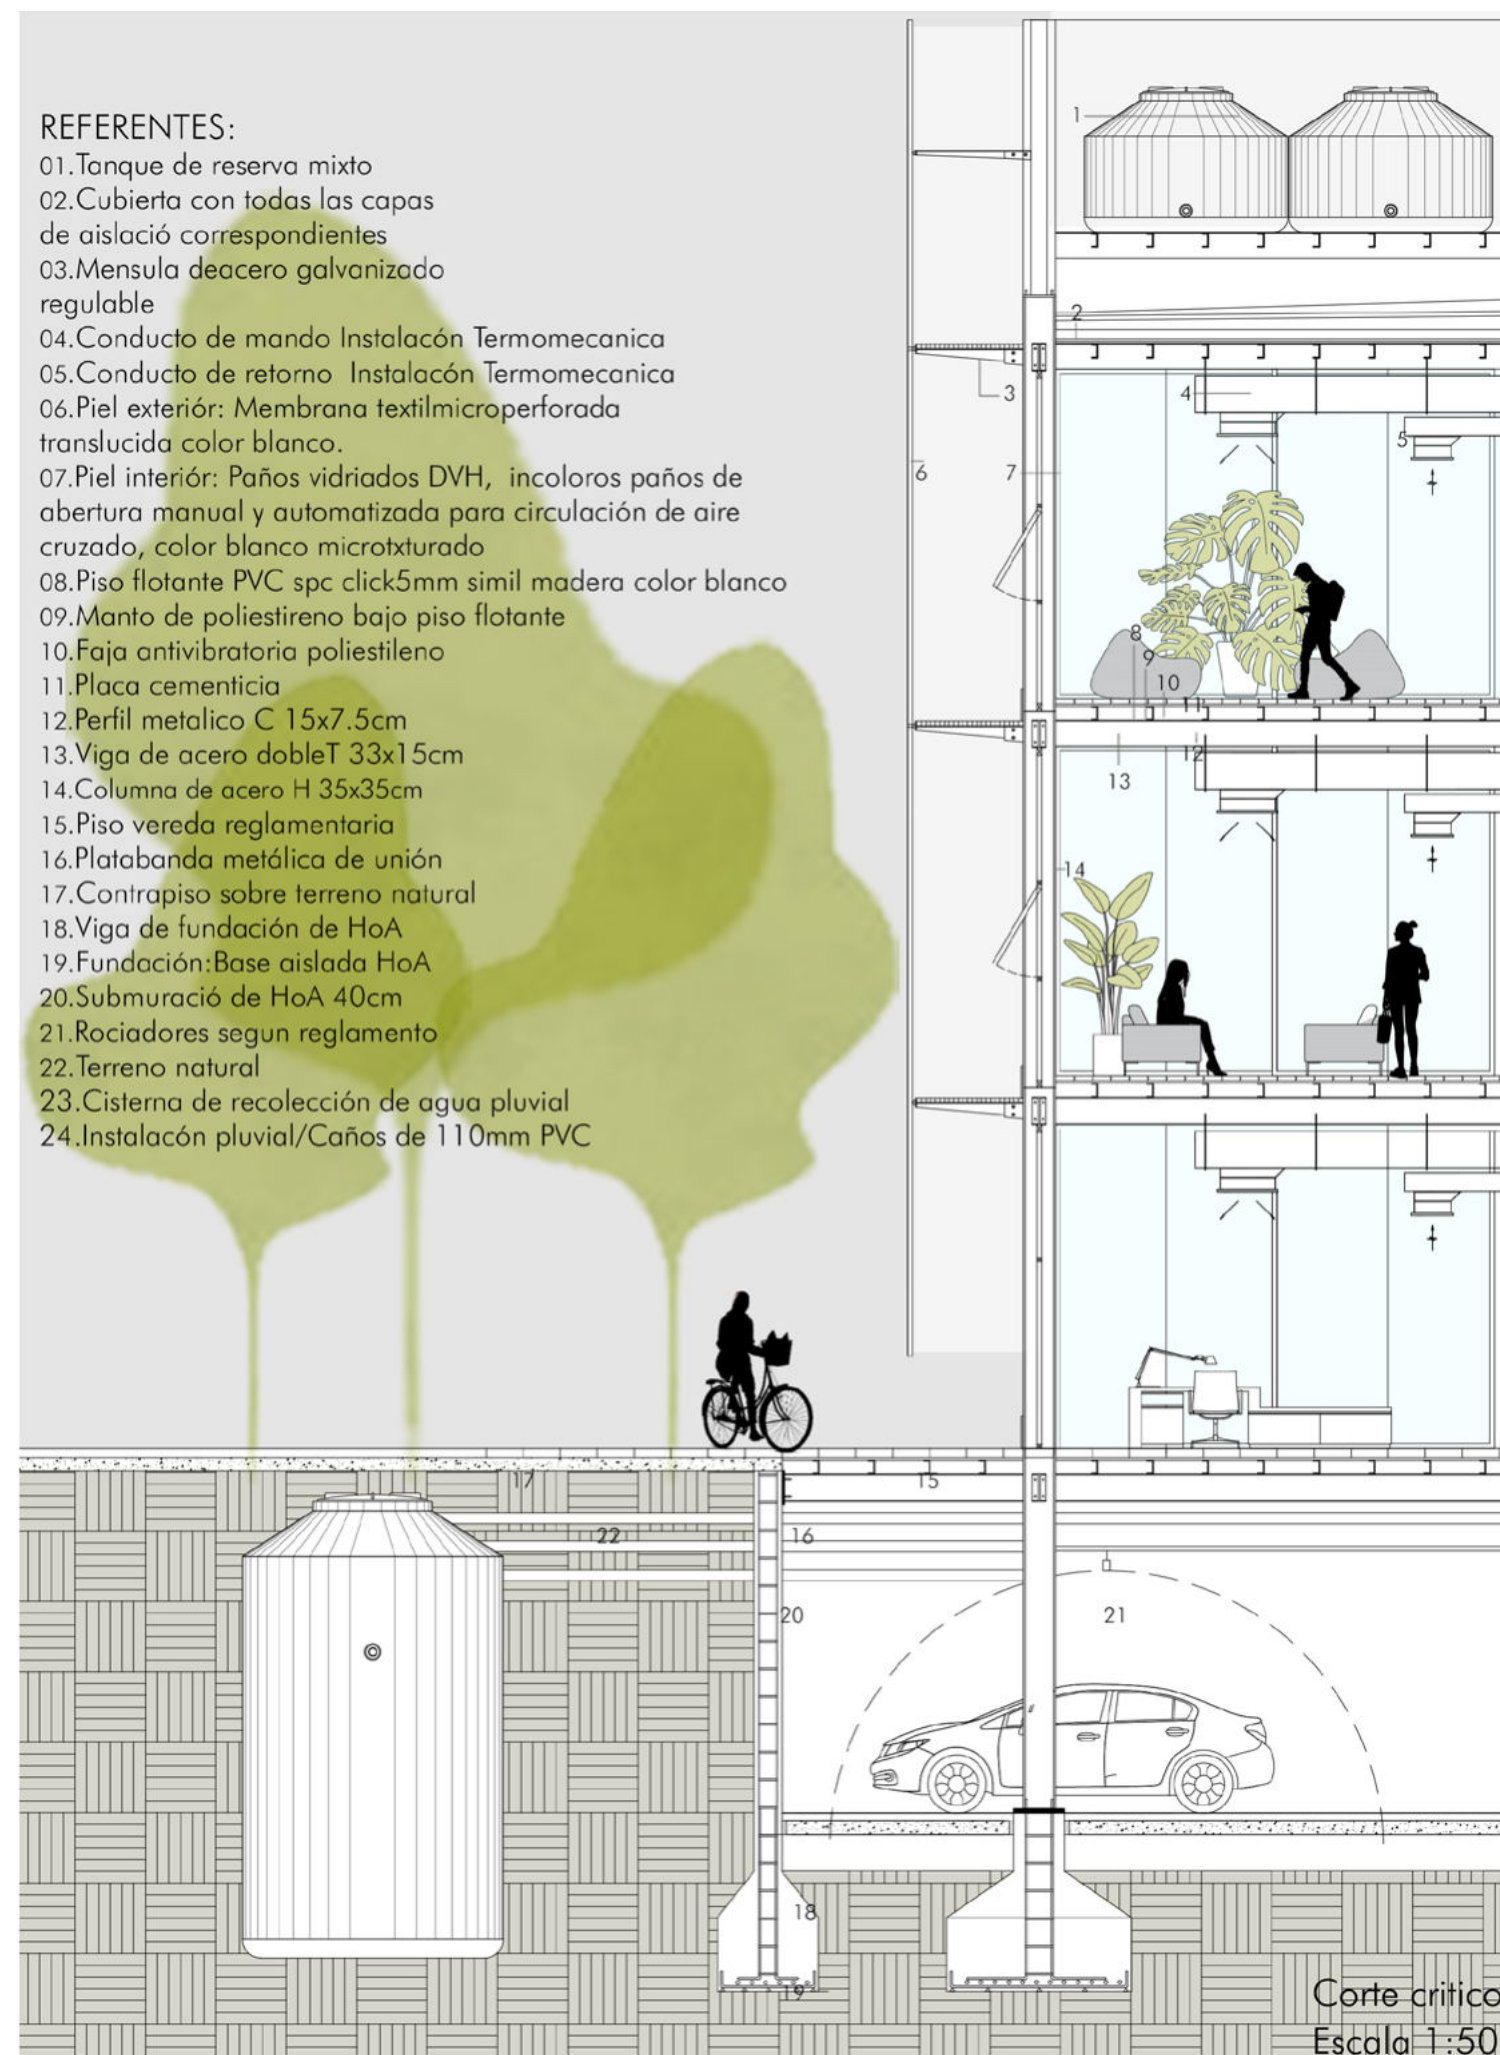 REFERENTES:
01.Tanque de reserva mixto
02.Cubierta con todas las capas
de aislació correspondientes
03.Mensula deacero galvanizado
regulable
04.Conducto de mando Instalacón Termomecanica
05.Conducto de retorno Instalacón Termomecanica
06.Piel exteriór: Membrana textilmicroperforada
translucida color blanco.
07.Piel interiór: Paños vidriados DVH, incoloros paños de
abertura manual y automatizada para circulación de aire
cruzado, color blanco microtxturado
08.Piso flotante PVC spc click5mm simil madera color blanco
09.Manto de poliestireno bajo piso flotante
10.Faja antivibratoria poliestileno
11.Placa cementicia
12.Perfil metalico C 15x7.5cm
13.Viga de acero dobleT 33x15cm
14.Columna de acero H 35x35cm
15.Piso vereda reglamentaria
16.Platabanda metálica de unión
17.Contrapiso sobre terreno natural
18.Viga de fundación de HoA
19.Fundación:Base aislada HoA
20.Submuració de HoA 40cm
21.Rociadores segun reglamento
22.Terreno natural
23.Cisterna de recolección de agua pluvial
24.Instalacón pluvial/Caños de 110mm PVC
1
2
3
4
5
6
7
8
9
10
11
12
13
14
17
15
22
16
20
21
18
19
Corte critico
Escala 1:50